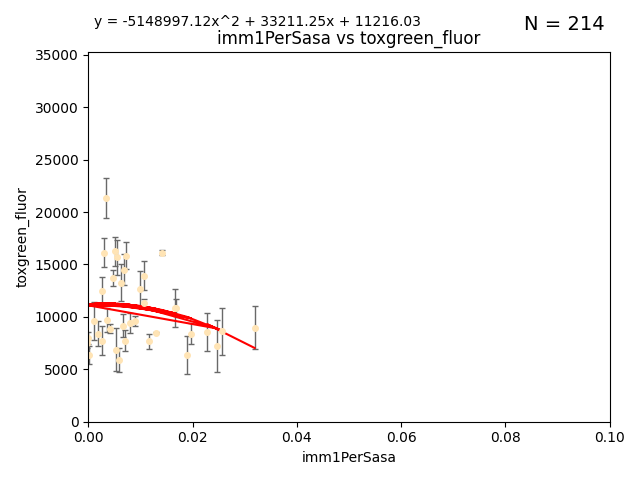 y = -5148997.12x^2 + 33211.25x + 11216.03
N = 214
imm1PerSasa vs toxgreen_fluor
35000
30000
25000
20000
15000
10000
5000
0
toxgreen_fluor
0.00 0.02 0.04 0.06 0.08 0.10
imm1PerSasa